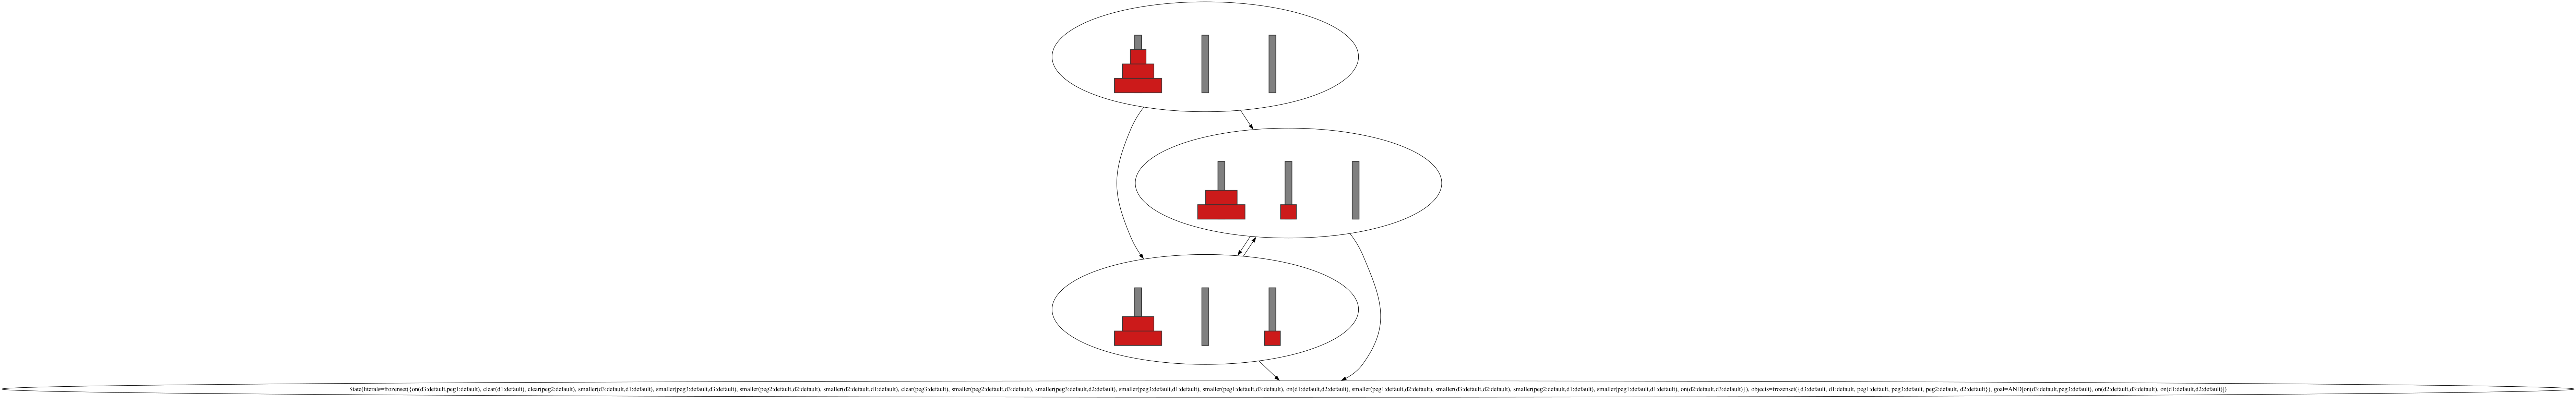 State(literals=frozenset({on(d3:default,peg1:default), clear(d1:default), clear(peg2:default), smaller(d3:default,d1:default), smaller(peg3:default,d3:default), smaller(peg2:default,d2:default), smaller(d2:default,d1:default), clear(peg3:default), smaller(peg2:default,d3:default), smaller(peg3:default,d2:default), smaller(peg3:default,d1:default), smaller(peg1:default,d3:default), on(d1:default,d2:default), smaller(peg1:default,d2:default), smaller(d3:default,d2:default), smaller(peg2:default,d1:default), smaller(peg1:default,d1:default), on(d2:default,d3:default)}), objects=frozenset({d3:default, d1:default, peg1:default, peg3:default, peg2:default, d2:default}), goal=AND[on(d3:default,peg3:default), on(d2:default,d3:default), on(d1:default,d2:default)])